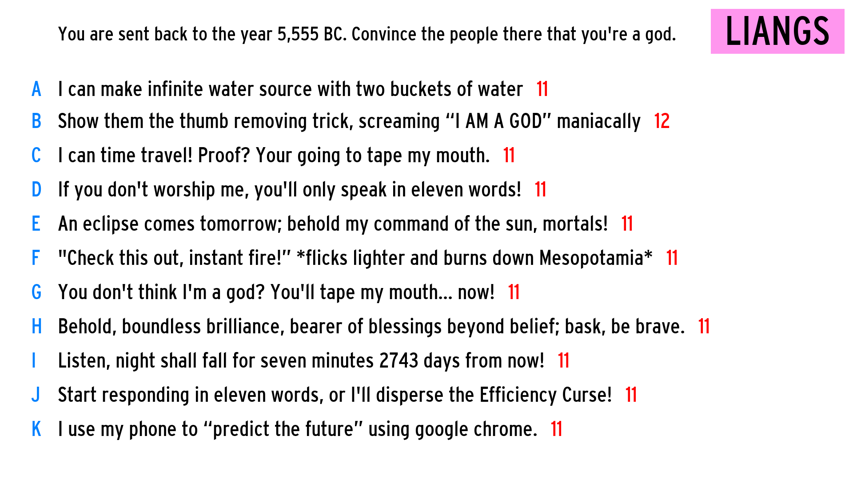 You are sent back to the year 5,555 BC. Convince the people there that you're a god.
LIANGS
A I can make infinite water source with two buckets of water 11
B Show them the thumb removing trick, screaming “I AM A GOD” maniacally 12
C I can time travel! Proof? Your going to tape my mouth. 11
D If you don't worship me, you'll only speak in eleven words! 11
E An eclipse comes tomorrow; behold my command of the sun, mortals! 11
F "Check this out, instant fire!” *flicks lighter and burns down Mesopotamia* 11
G You don't think I'm a god? You'll tape my mouth... now! 11
H Behold, boundless brilliance, bearer of blessings beyond belief; bask, be brave. 11
I Listen, night shall fall for seven minutes 2743 days from now! 11
J Start responding in eleven words, or I'll disperse the Efficiency Curse! 11
K I use my phone to “predict the future” using google chrome. 11